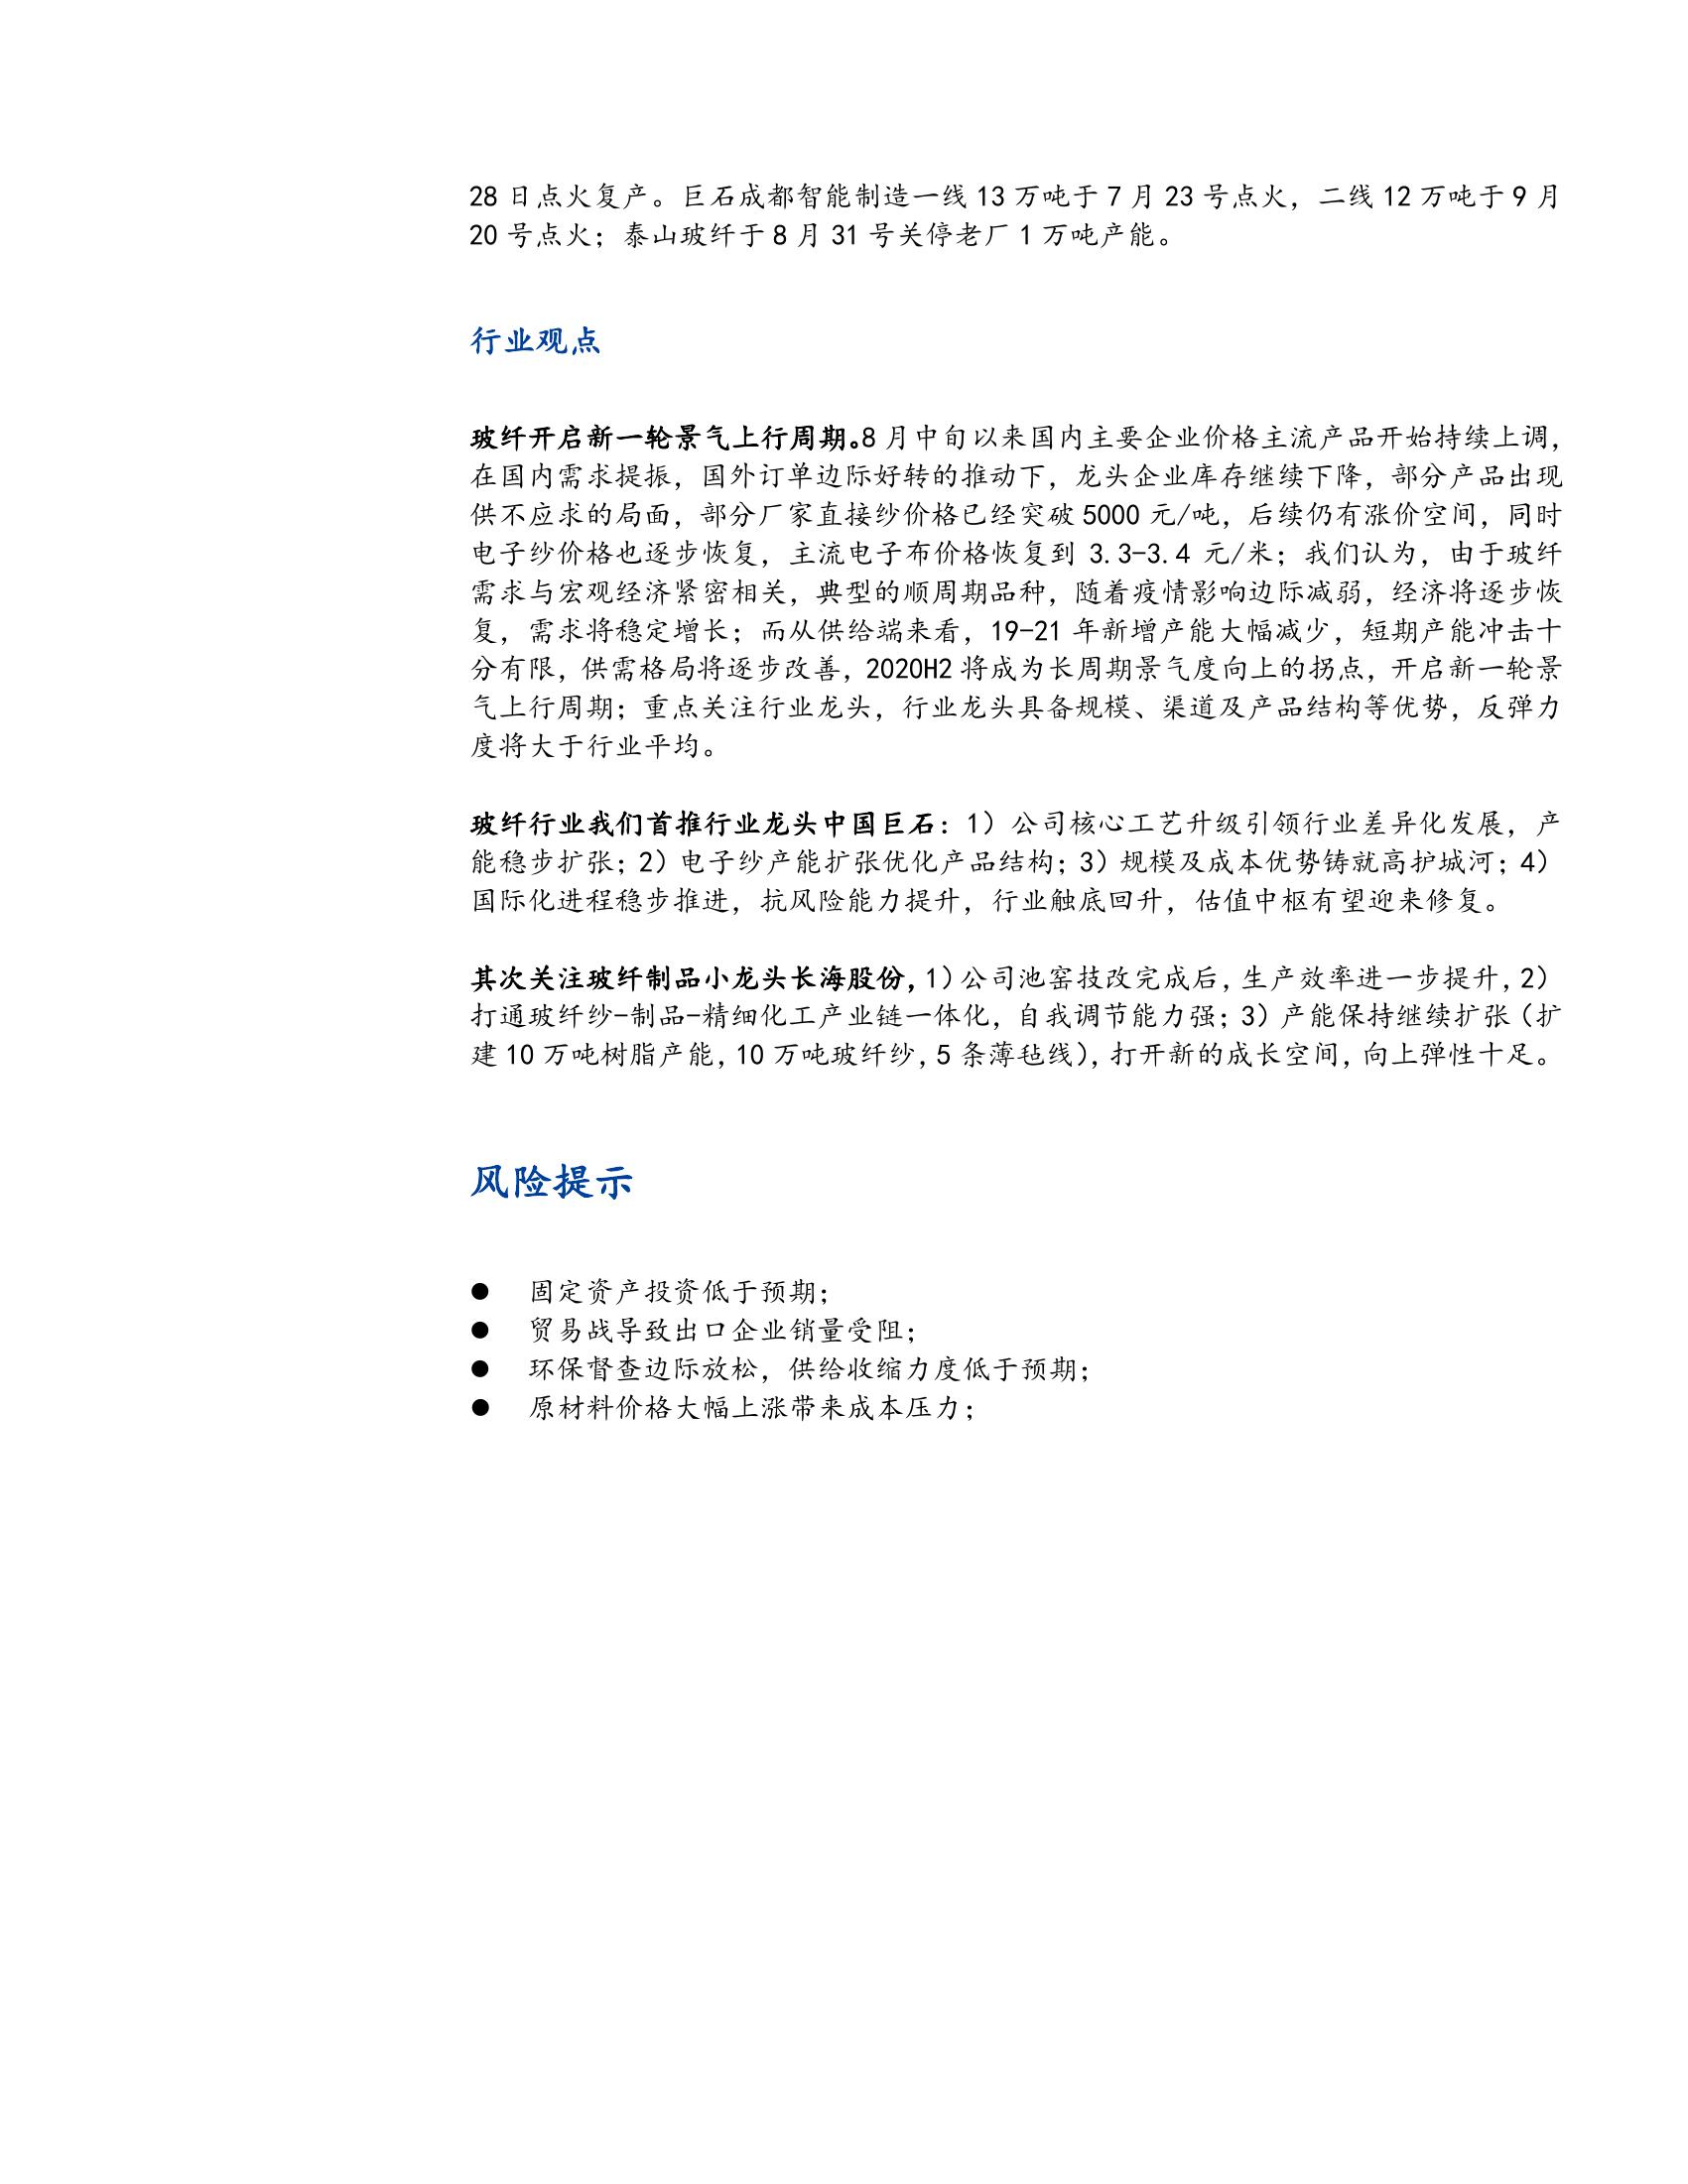 28 日点火复产。巨石成都智能制造一线 13 万吨于 7 月 23 号点火，二线 12 万吨于 9 月
20 号点火；泰山玻纤于 8 月 31 号关停老厂 1 万吨产能。
行业观点
玻纤开启新一轮景气上行周期。8 月中旬以来国内主要企业价格主流产品开始持续上调，
在国内需求提振，国外订单边际好转的推动下，龙头企业库存继续下降，部分产品出现
供不应求的局面，部分厂家直接纱价格已经突破 5000 元/吨，后续仍有涨价空间，同时
电子纱价格也逐步恢复，主流电子布价格恢复到 3.3-3.4 元/米；我们认为，由于玻纤
需求与宏观经济紧密相关，典型的顺周期品种，随着疫情影响边际减弱，经济将逐步恢
复，需求将稳定增长；而从供给端来看，19-21 年新增产能大幅减少，短期产能冲击十
分有限，供需格局将逐步改善，2020H2 将成为长周期景气度向上的拐点，开启新一轮景
气上行周期；重点关注行业龙头，行业龙头具备规模、渠道及产品结构等优势，反弹力
度将大于行业平均。
玻纤行业我们首推行业龙头中国巨石：1）公司核心工艺升级引领行业差异化发展，产
能稳步扩张；2）电子纱产能扩张优化产品结构；3）规模及成本优势铸就高护城河；4）
国际化进程稳步推进，抗风险能力提升，行业触底回升，估值中枢有望迎来修复。
其次关注玻纤制品小龙头长海股份，1）公司池窑技改完成后，生产效率进一步提升，2）
打通玻纤纱-制品-精细化工产业链一体化，自我调节能力强；3）产能保持继续扩张（扩
建 10 万吨树脂产能，10 万吨玻纤纱，5 条薄毡线），打开新的成长空间，向上弹性十足。
风险提示
● 固定资产投资低于预期；
● 贸易战导致出口企业销量受阻；
● 环保督查边际放松，供给收缩力度低于预期；
● 原材料价格大幅上涨带来成本压力；